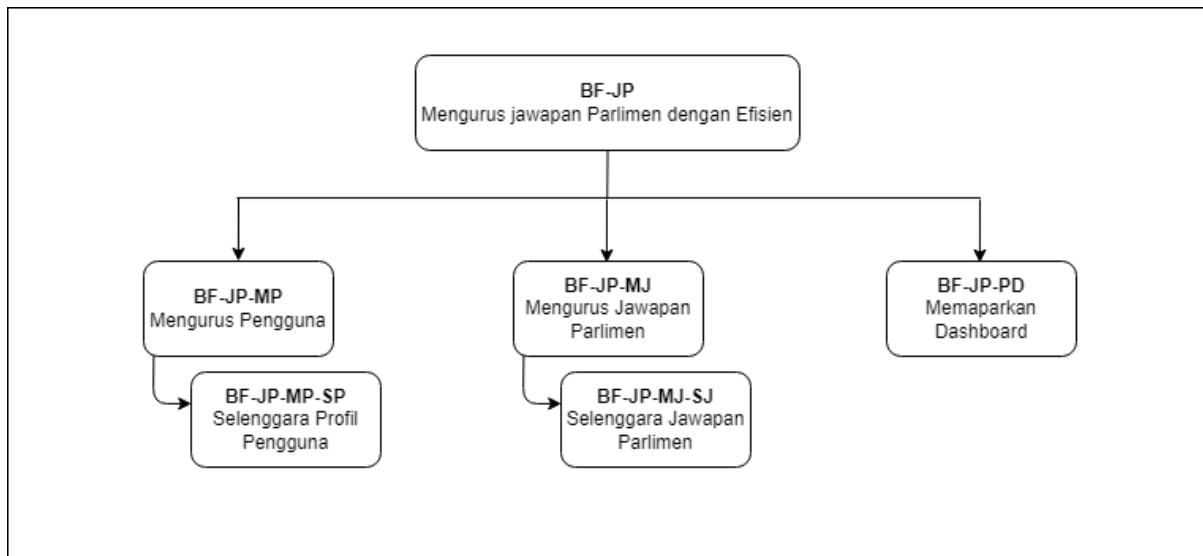 BF-JP
Mengurus jawapan Parlimen dengan Efisien
BF-JP-MP
Mengurus Pengguna
BF-JP-MJ
Mengurus Jawapan
Parlimen
BF-JP-PD
Memaparkan
Dashboard
BF-JP-MP-SP
Selenggara Profil
Pengguna
BF-JP-MJ-SJ
Selenggara Jawapan
Parlimen